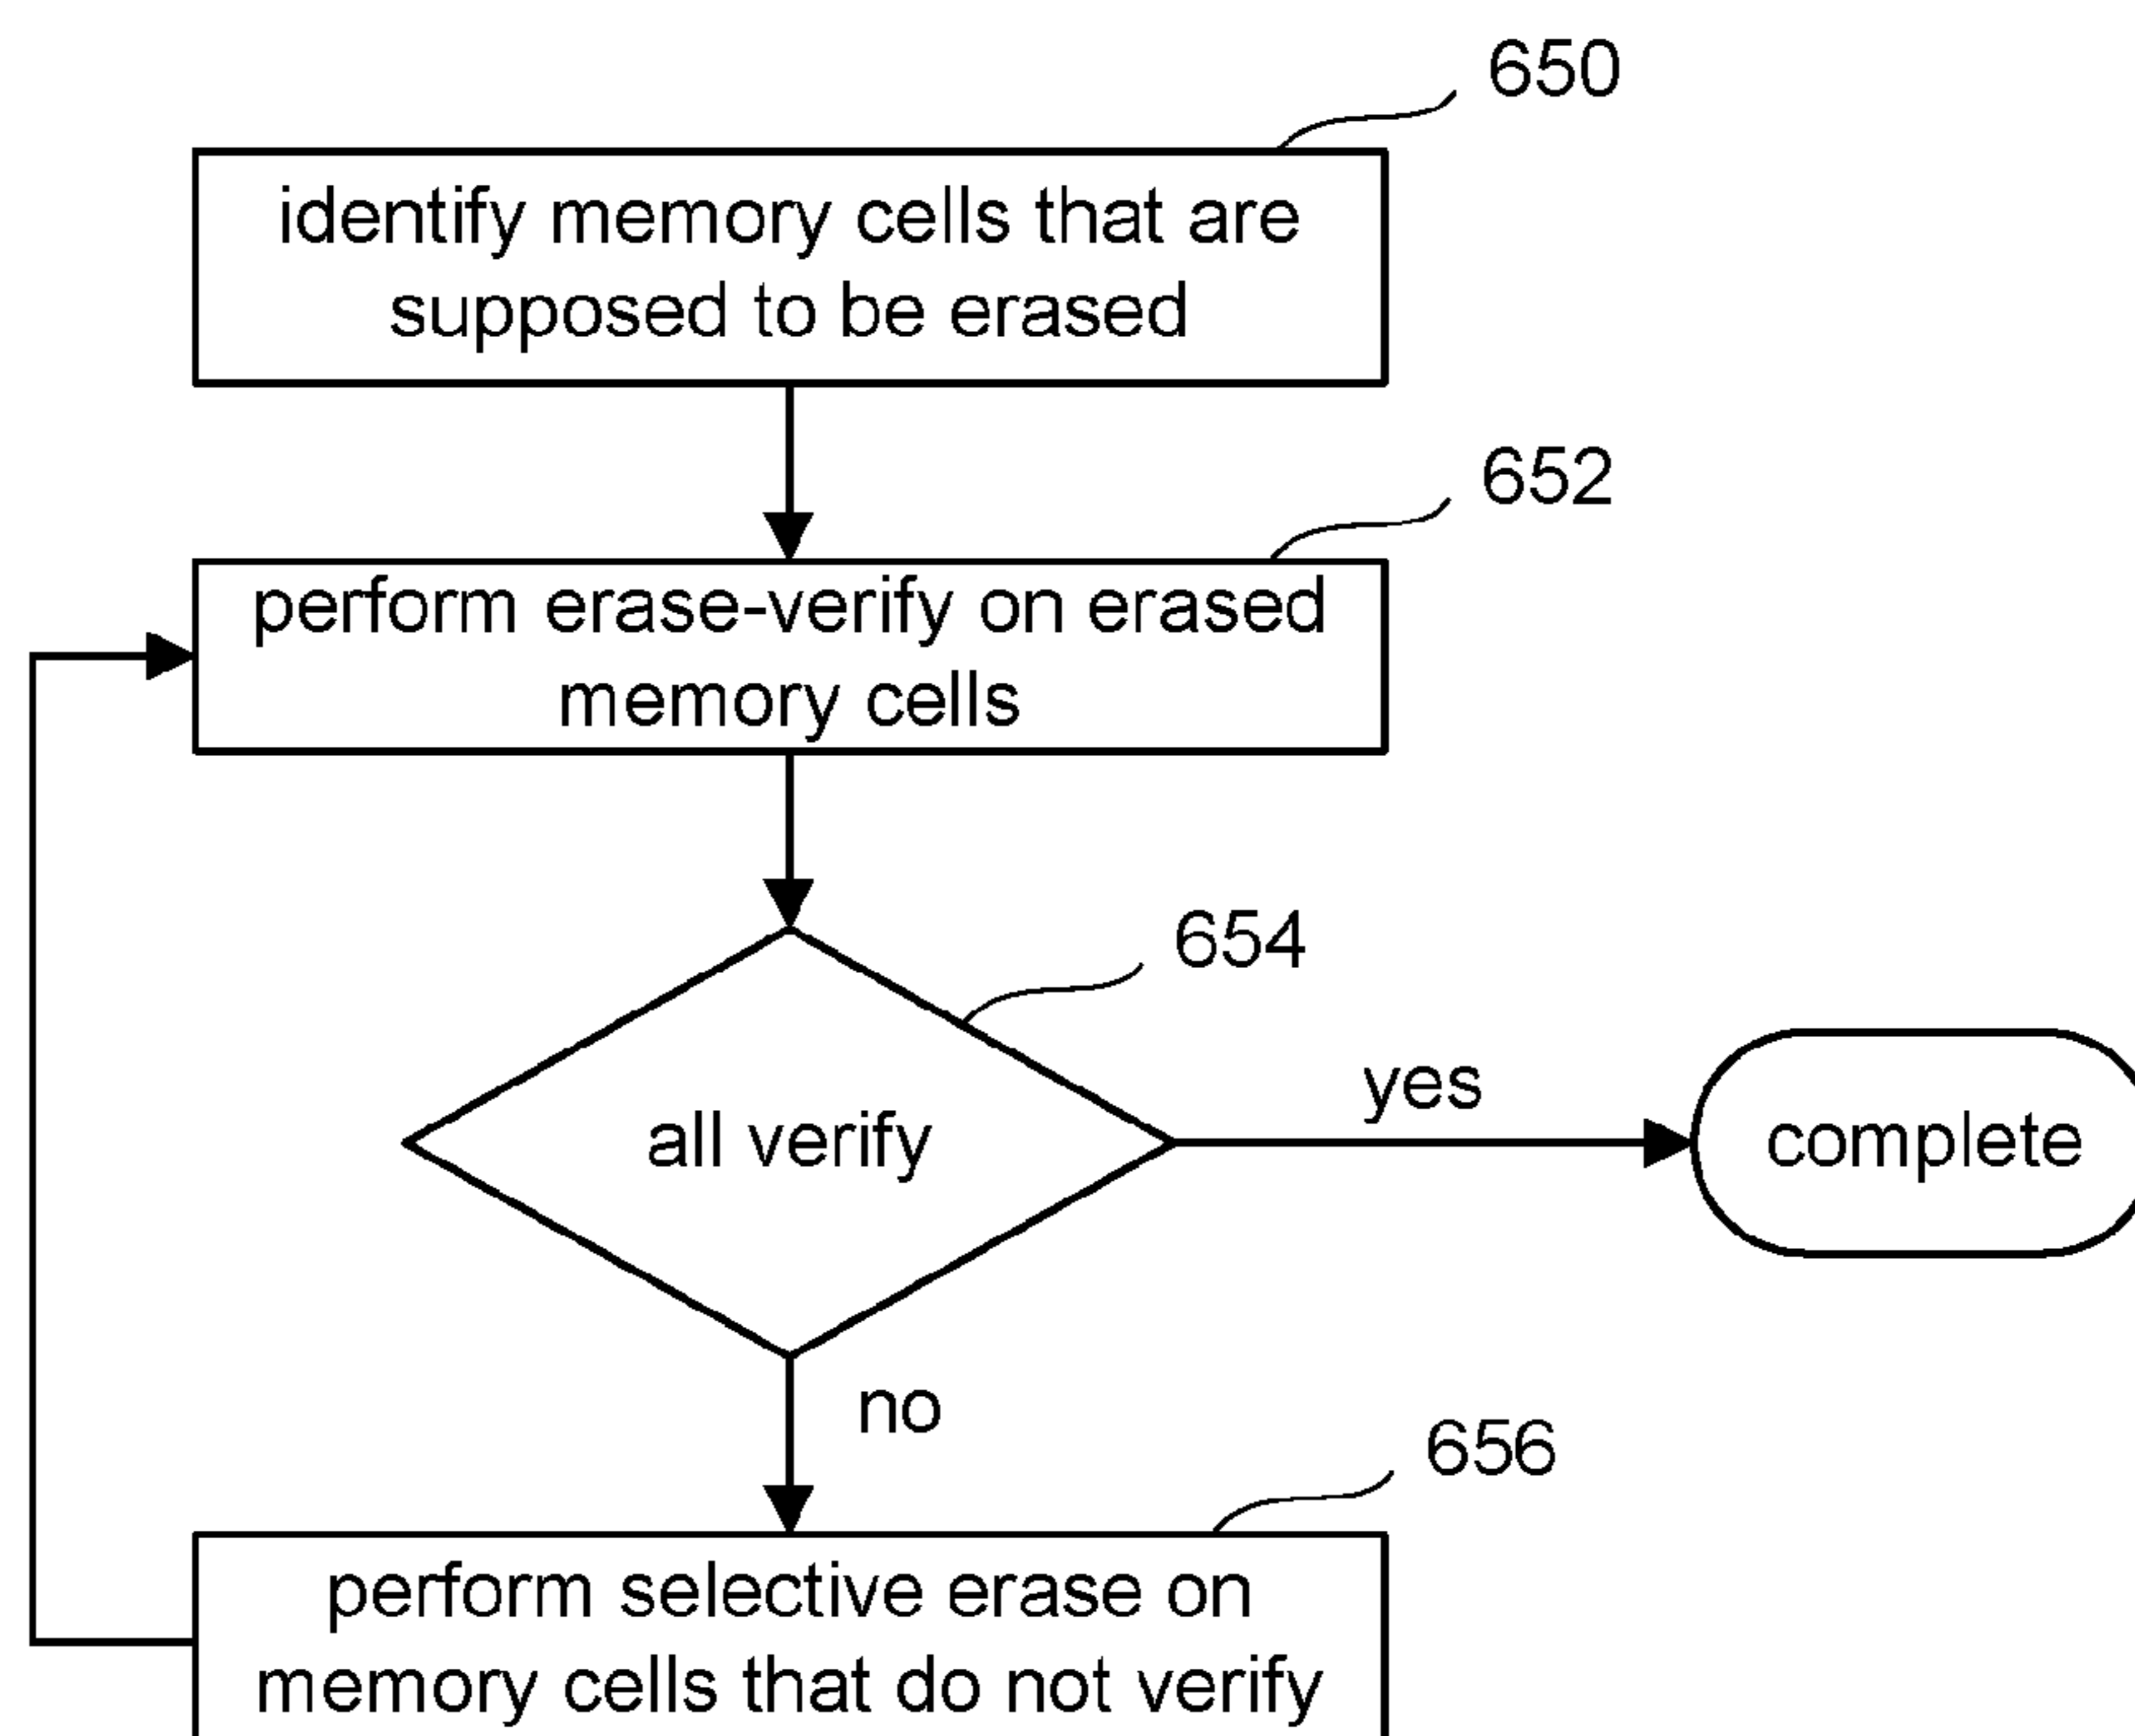 650
identify memory cells that are
supposed to be erased
652
perform erase-verify on erased
memory cells
654
all verify
yes
complete
no
656
perform selective erase on
memory cells that do not verify